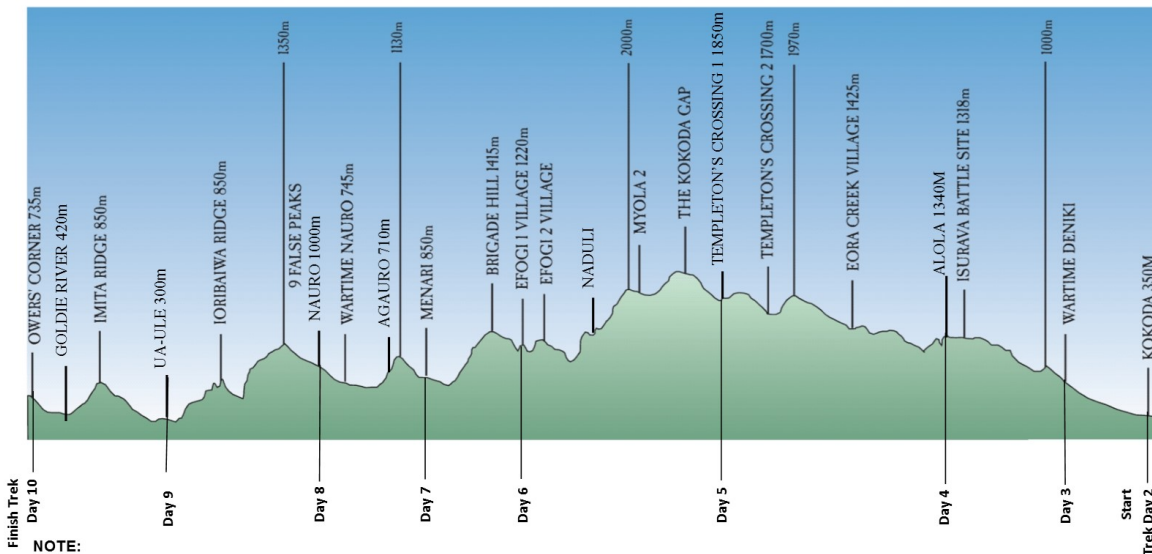 OWERS' CORNER 735m
GOLDIE RIVER 420m
IMITA RIDGE 850m
UA-ULE 300m
IORIBAIWA RIDGE 850m
1350m
9 FALSE PEAKS
NAURO 1000m
WARTIME NAURO 745m
AGAURO 710m
1130m
MENARI 850m
BRIGADE HILL 1415m
EFOGI 1 VILLAGE 1220m
EFOGI 2 VILLAGE
NADULI
2000m
MYOLA 2
THE KOKODA GAP
TEMPLETON'S CROSSING 1 1850m
TEMPLETON'S CROSSING 2 1700m
1970m
EORA CREEK VILLAGE 1425m
ALOLA 1340M
ISURAVA BATTLE SITE 1318m
1000m
WARTIME DENIKI
KOKODA 350M
Finish Trek
Day 10
Day 9
Day 8
Day 7
Day 6
Day 5
Day 4
Day 3
Start
Trek Day 2
NOTE: